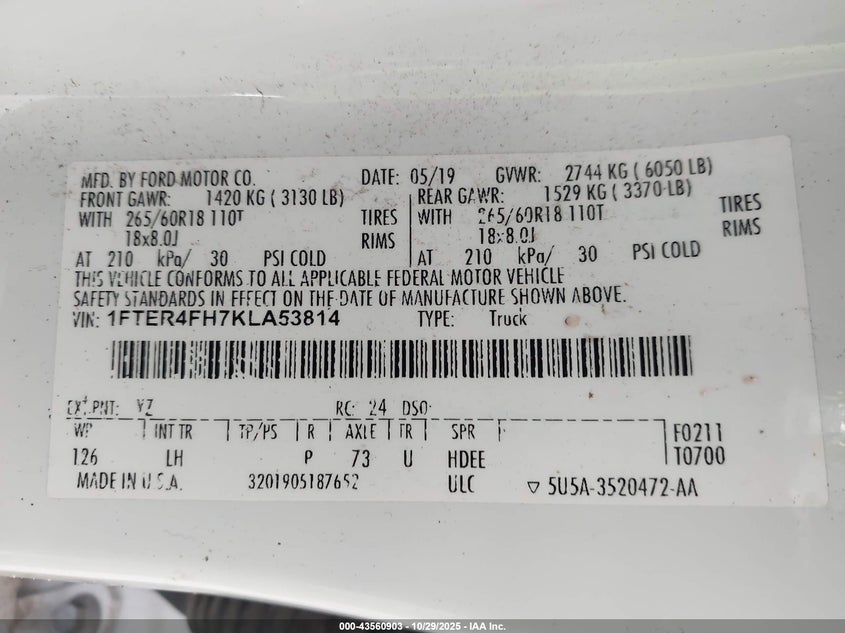 MFD. BY FORD MOTOR CO. DATE: 05/19 GVWR: 2744 KG ( 6050 LB)
FRONT GAWR: 1420 KG ( 3130 LB) REAR GAWR: 1529 KG ( 3370 LB)
WITH 265/60R18 110T TIRES WITH 265/60R18 110T TIRES
18x8.0J RIMS 18x8.0J RIMS
AT 210 kPa/ 30 PSI COLD AT 210 kPa/ 30 PSI COLD
THIS VEHICLE CONFORMS TO ALL APPLICABLE FEDERAL MOTOR VEHICLE
SAFETY STANDARDS IN EFFECT ON THE DATE OF MANUFACTURE SHOWN ABOVE.
VIN: 1FTER4FH7KLA53814 TYPE: Truck
EXT PNT: YZ RC: 24 DSO:
WB INT TR TP/PS R AXLE TR SPR F0211
126 LH P 73 U HDEE T0700
MADE IN U.S.A. 3201905187652 ULC ▽ 5U5A-3520472-AA
000-43560903 - 10/29/2025 - IAA Inc.